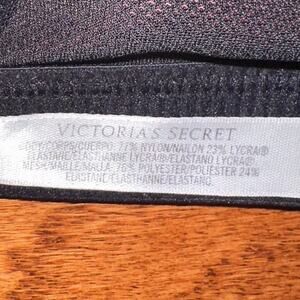 VICTORIA'S SECRET
BODY/CORPS/CUERPO: 77% NYLON/NAILON 23% LYCRA®
ELASTANE/ELASTHANNE LYCRA®/ELASTANO LYCRA®.
MESH/MAILLE/MALLA: 76% POLYESTER/POLIESTER 24%
ELASTANE/ELASTHANNE/ELASTANO.